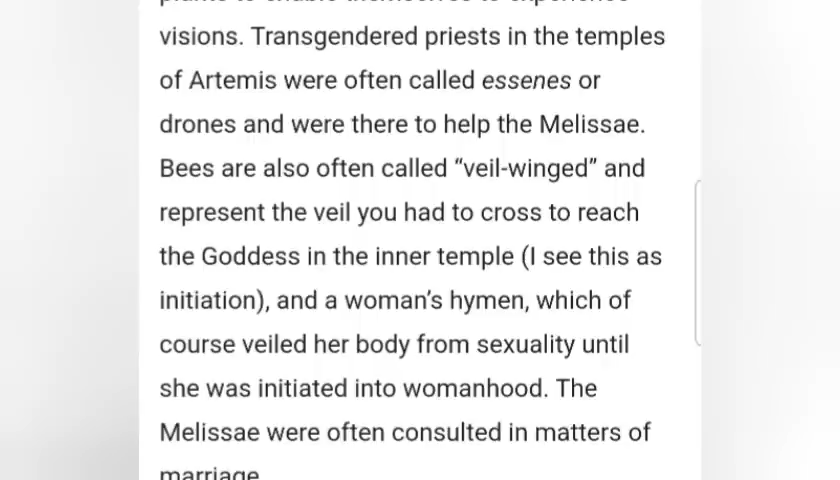 visions. Transgendered priests in the temples
of Artemis were often called essenes or
drones and were there to help the Melissae.
Bees are also often called “veil-winged” and
represent the veil you had to cross to reach
the Goddess in the inner temple (I see this as
initiation), and a woman’s hymen, which of
course veiled her body from sexuality until
she was initiated into womanhood. The
Melissae were often consulted in matters of
marriage